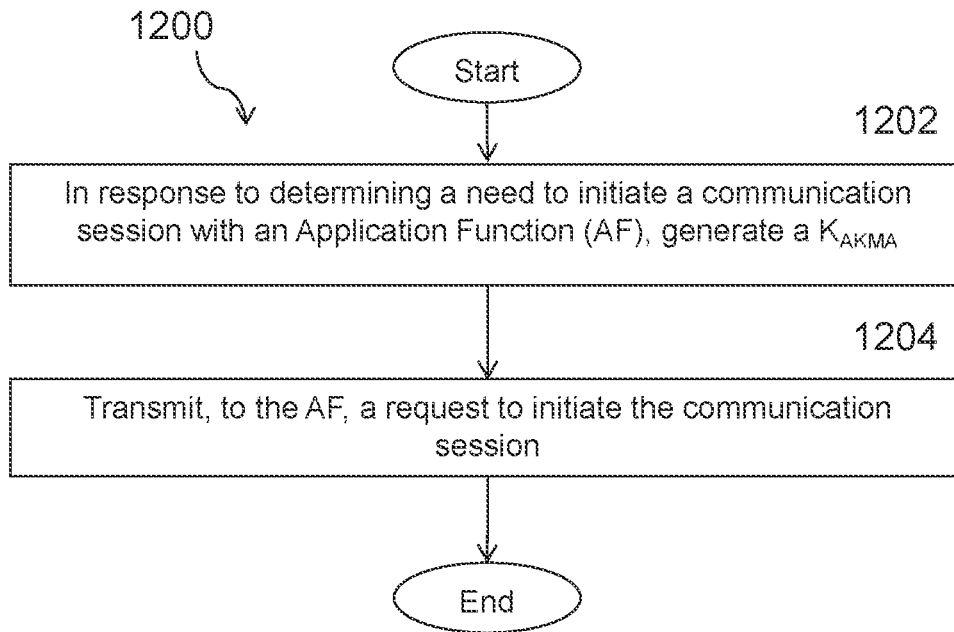 1200
Start
1202
In response to determining a need to initiate a communication
session with an Application Function (AF), generate a K_AKMA
1204
Transmit, to the AF, a request to initiate the communication
session
End